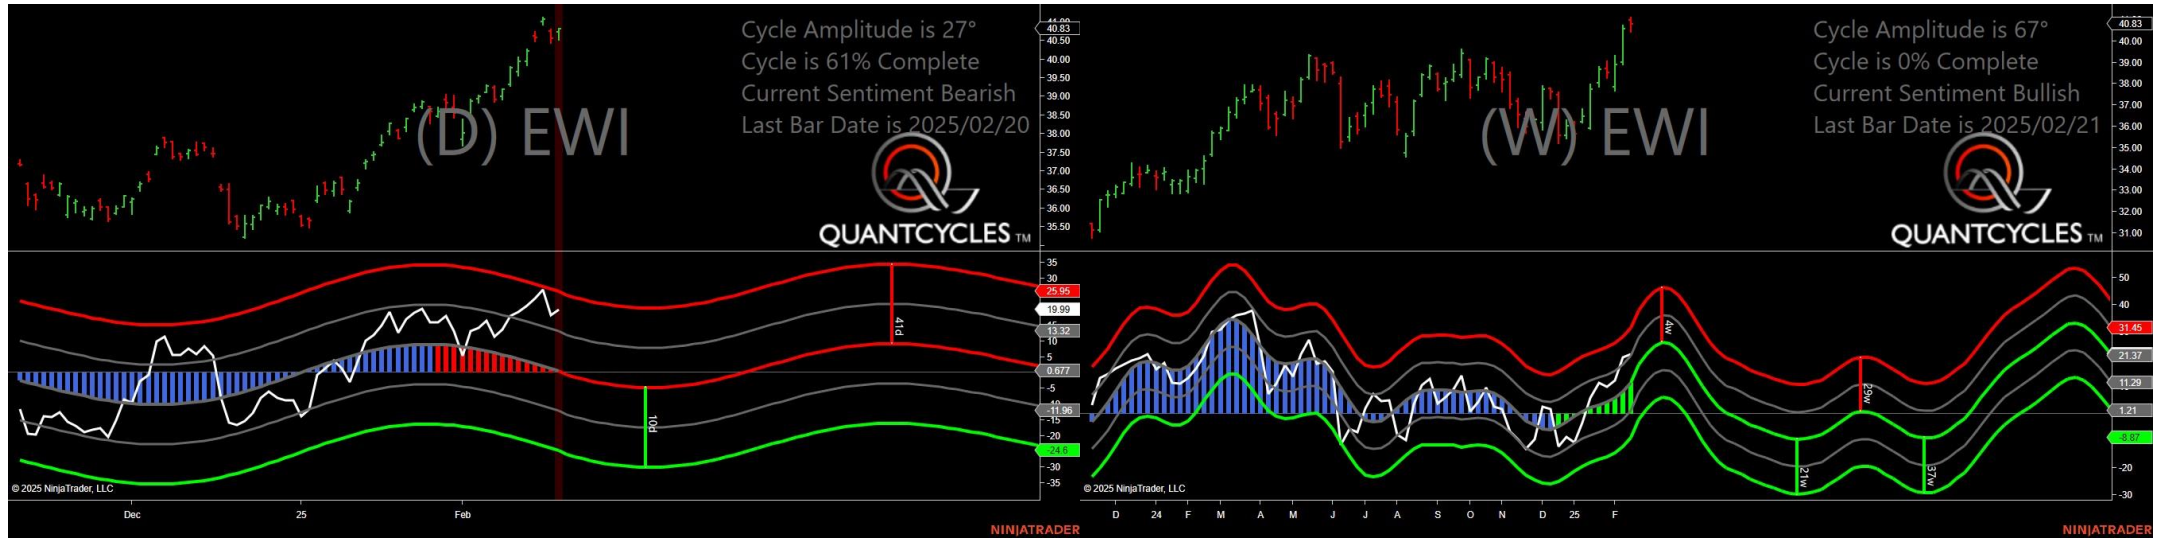 Cycle Amplitude is 27°
Cycle is 61% Complete
Current Sentiment Bearish
Last Bar Date is 2025/02/20
(D) EWI
QUANTCYCLES TM
41.00
40.83
40.50
40.00
39.50
39.00
38.50
38.00
37.50
37.00
36.50
36.00
35.50
35
30
25.95
19.99
13.32
10
5
0.677
-5
-11.96
-15
-20
-24.6
-30
-35
41d
10d
© 2025 NinjaTrader, LLC
Dec
25
Feb
NINJATRADER
Cycle Amplitude is 67°
Cycle is 0% Complete
Current Sentiment Bullish
Last Bar Date is 2025/02/21
(W) EWI
QUANTCYCLES TM
40.83
40.00
39.00
38.00
37.00
36.00
35.00
34.00
33.00
32.00
31.00
50
40
31.45
21.37
11.29
1.21
-8.87
-20
-30
4w
29w
21w
37w
© 2025 NinjaTrader, LLC
D
24
F
M
A
M
J
J
A
S
O
N
D
25
F
NINJATRADER